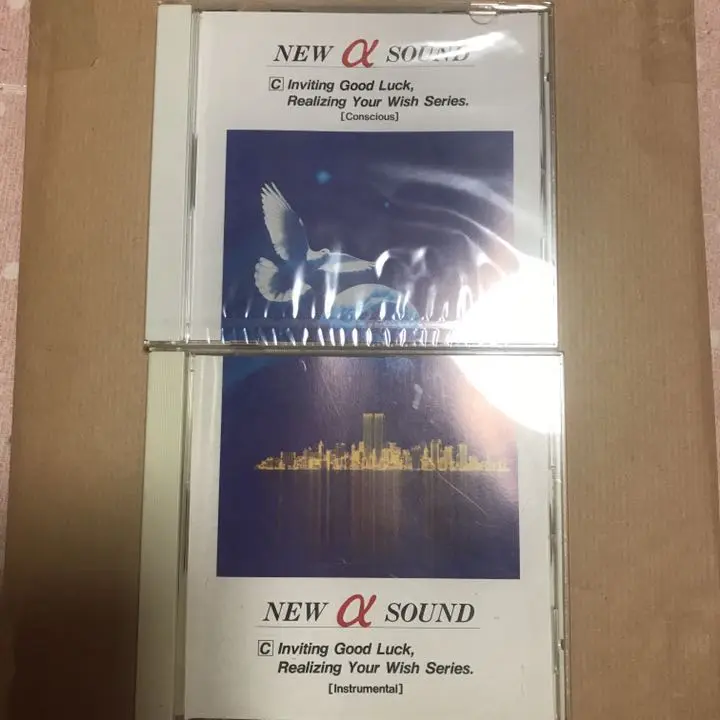 NEW α SOUND
C Inviting Good Luck,
Realizing Your Wish Series.
[Conscious]
NEW α SOUND
C Inviting Good Luck,
Realizing Your Wish Series.
[Instrumental]